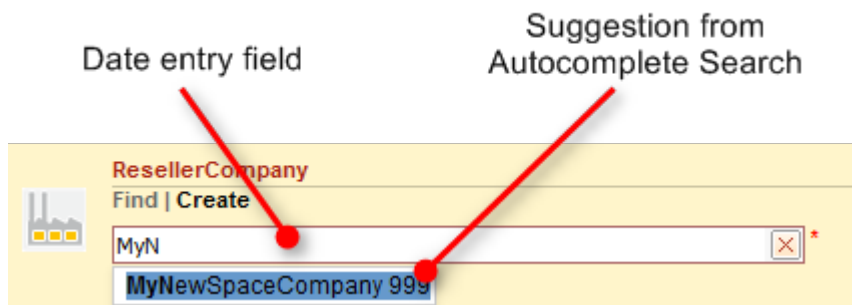 Date entry field
Suggestion from
Autocomplete Search
ResellerCompany
Find | Create
MyN
*
MyNewSpaceCompany 999